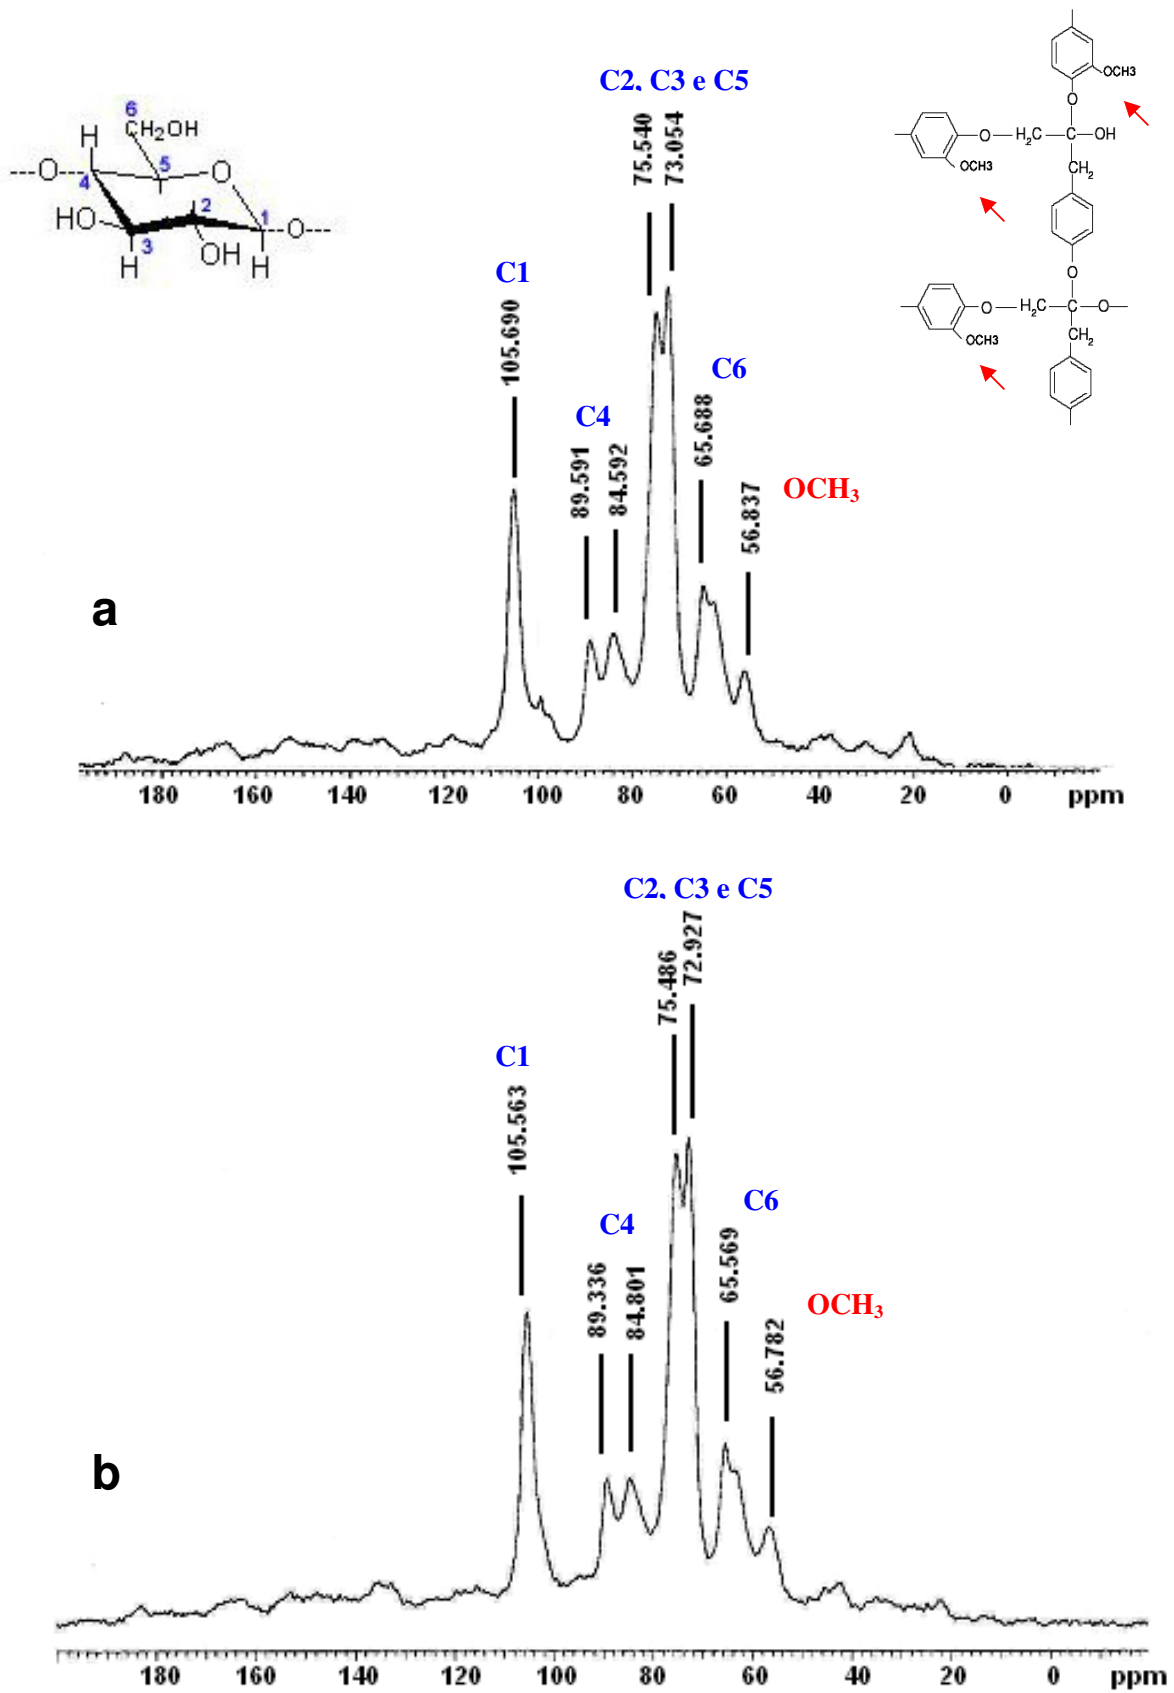 C2, C3 e C5
75.540
73.054
C1
105.690
C4
89.591
84.592
C6
65.688
OCH₃
56.837
6
CH₂OH
H
5
O
---O
4
HO
2
1
O---
3
OH
H
H
OCH3
O
O—H₂C—C—OH
OCH3
CH₂
O
O—H₂C—C—O—
OCH3
CH₂
a
180 160 140 120 100 80 60 40 20 0 ppm
C2, C3 e C5
75.486
72.927
C1
105.563
C4
89.336
84.801
C6
65.569
OCH₃
56.782
b
180 160 140 120 100 80 60 40 20 0 ppm